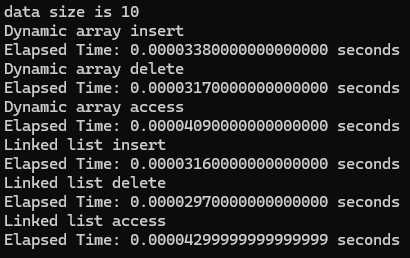 data size is 10
Dynamic array insert
Elapsed Time: 0.00003380000000000000 seconds
Dynamic array delete
Elapsed Time: 0.00003170000000000000 seconds
Dynamic array access
Elapsed Time: 0.00004090000000000000 seconds
Linked list insert
Elapsed Time: 0.00003160000000000000 seconds
Linked list delete
Elapsed Time: 0.00002970000000000000 seconds
Linked list access
Elapsed Time: 0.00004299999999999999 seconds